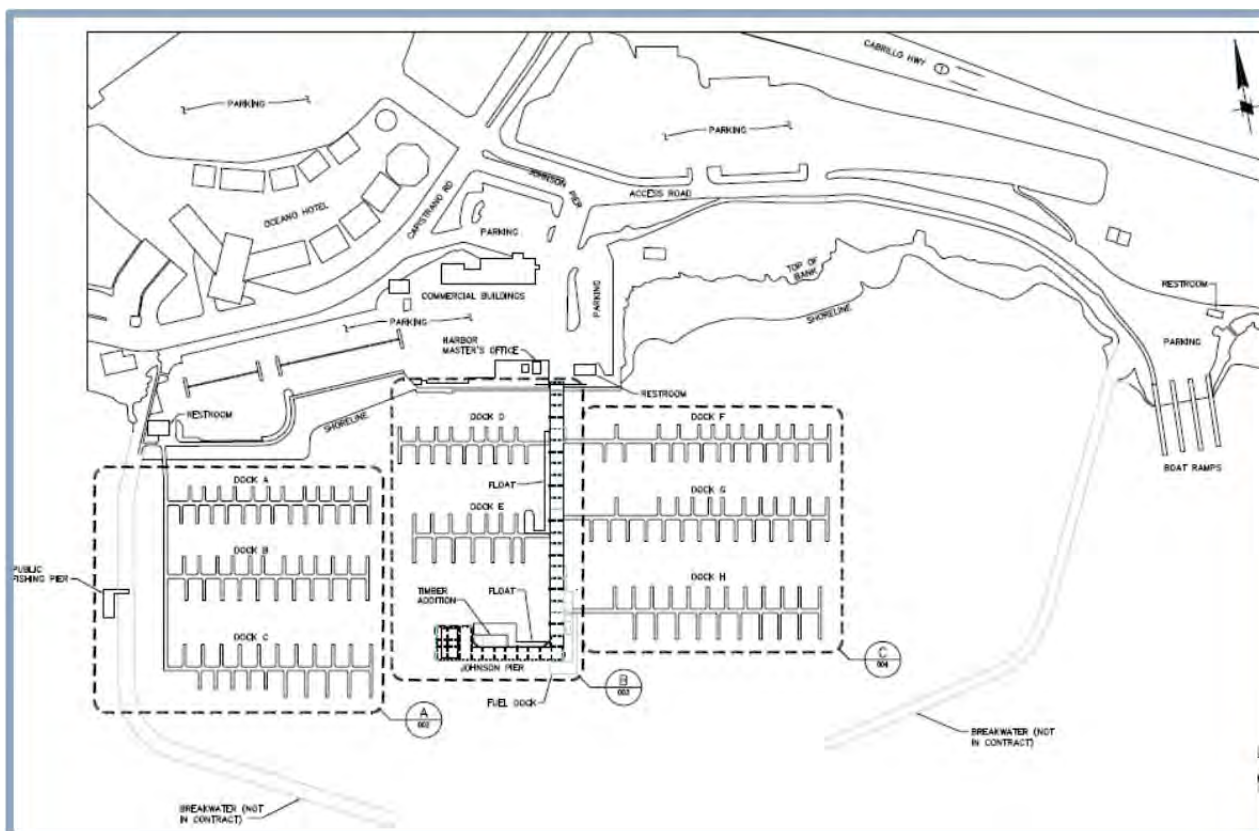 CABRILLO HWY 1
PARKING
PARKING
JOHNSON PIER
ACCESS ROAD
OCEANO HOTEL
CAPISTRANO RD
PARKING
TOP OF
BANK
PARKING
COMMERCIAL BUILDINGS
RESTROOM
SHORELINE
PARKING
PARKING
HARBOR
MASTER'S OFFICE
RESTROOM
RESTROOM
SHORELINE
DOCK D
DOCK F
BOAT RAMPS
DOCK A
FLOAT
DOCK E
DOCK G
DOCK B
PUBLIC
FISHING PIER
TIMBER
ADDITION
FLOAT
DOCK H
DOCK C
JOHNSON PIER
C
004
B
FUEL DOCK
A
BREAKWATER (NOT
IN CONTRACT)
BREAKWATER (NOT
IN CONTRACT)